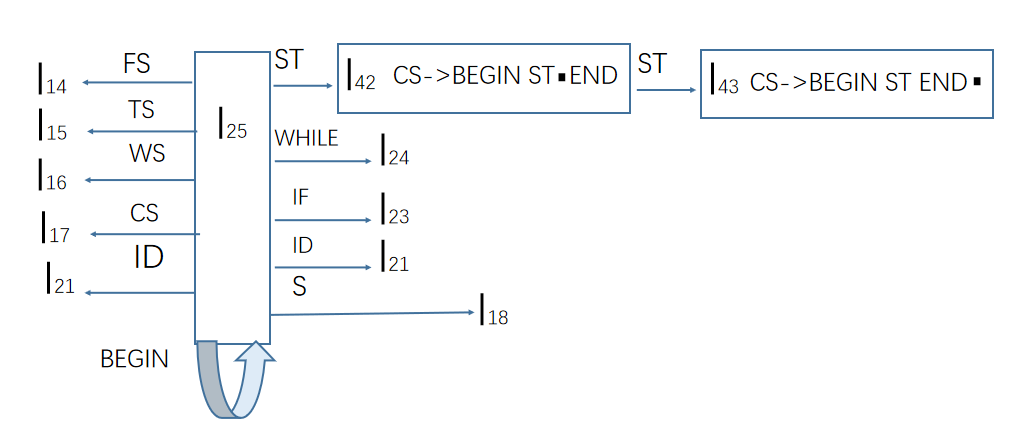 FS
I14
TS
I15
WS
I16
CS
I17
ID
I21
BEGIN
I25
ST
I42 CS->BEGIN ST▪END
ST
I43 CS->BEGIN ST END▪
WHILE
I24
IF
I23
ID
I21
S
I18